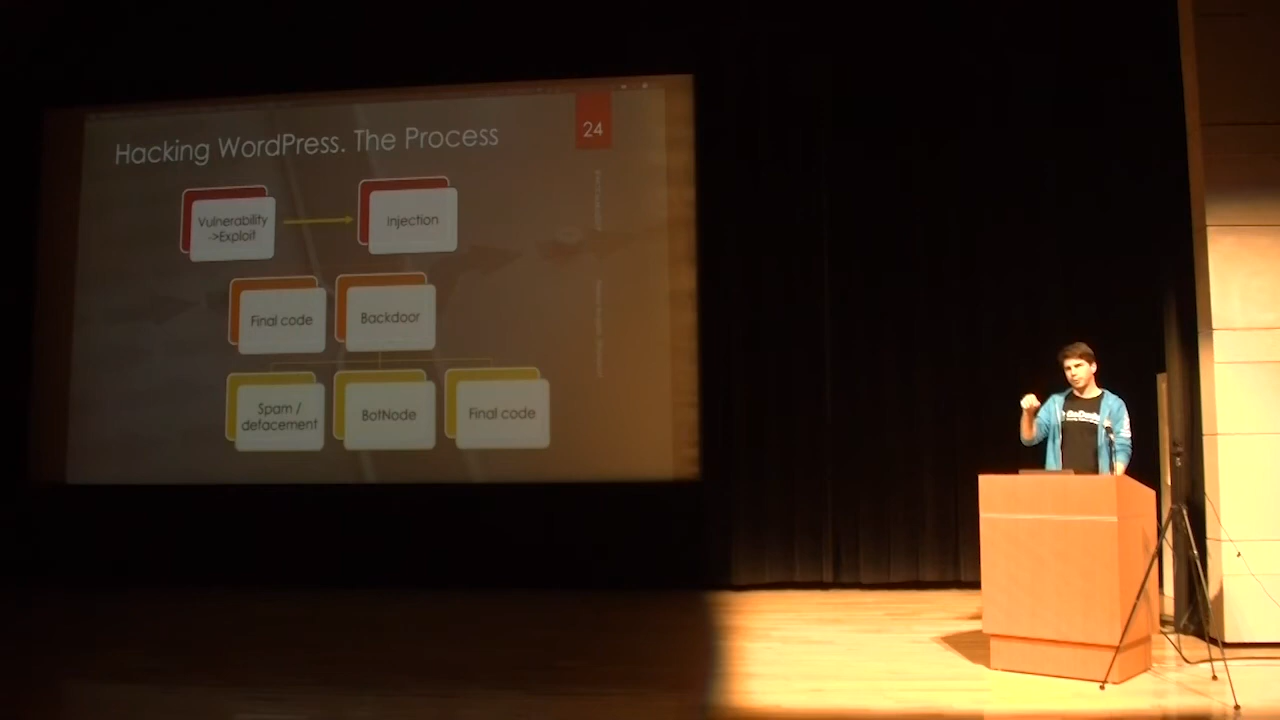 Hacking WordPress. The Process
24
Vulnerability
->Exploit
Injection
Final code
Backdoor
Spam /
defacement
BotNode
Final code